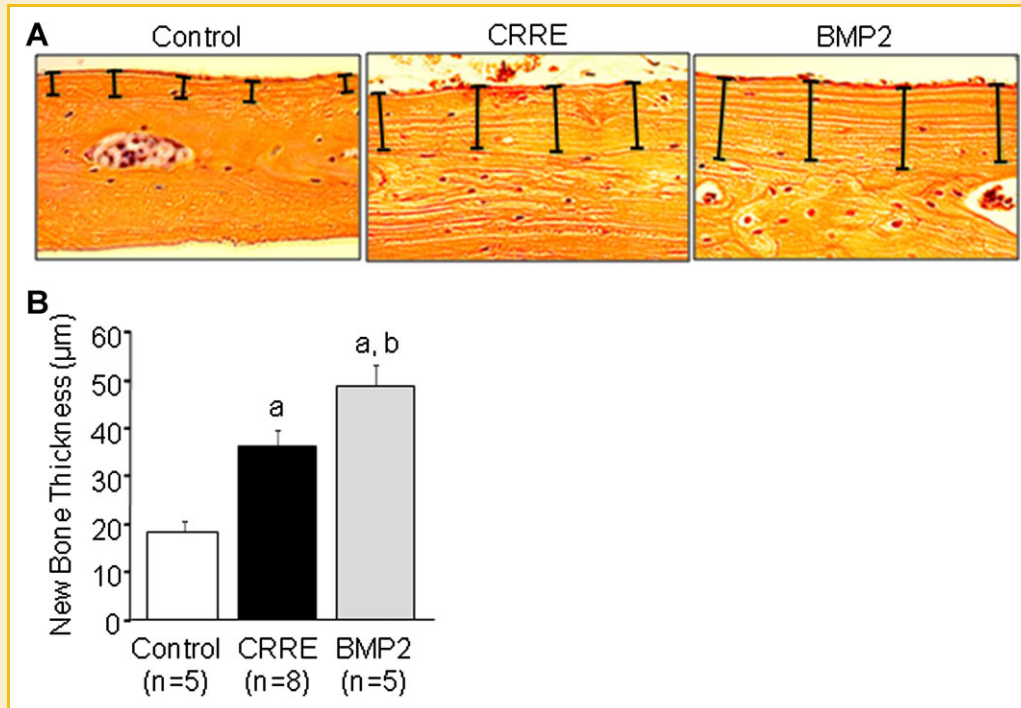 A
Control
CRRE
BMP2
B
New Bone Thickness (µm)
60
50
40
30
20
10
0
a
a, b
Control
(n=5)
CRRE
(n=8)
BMP2
(n=5)